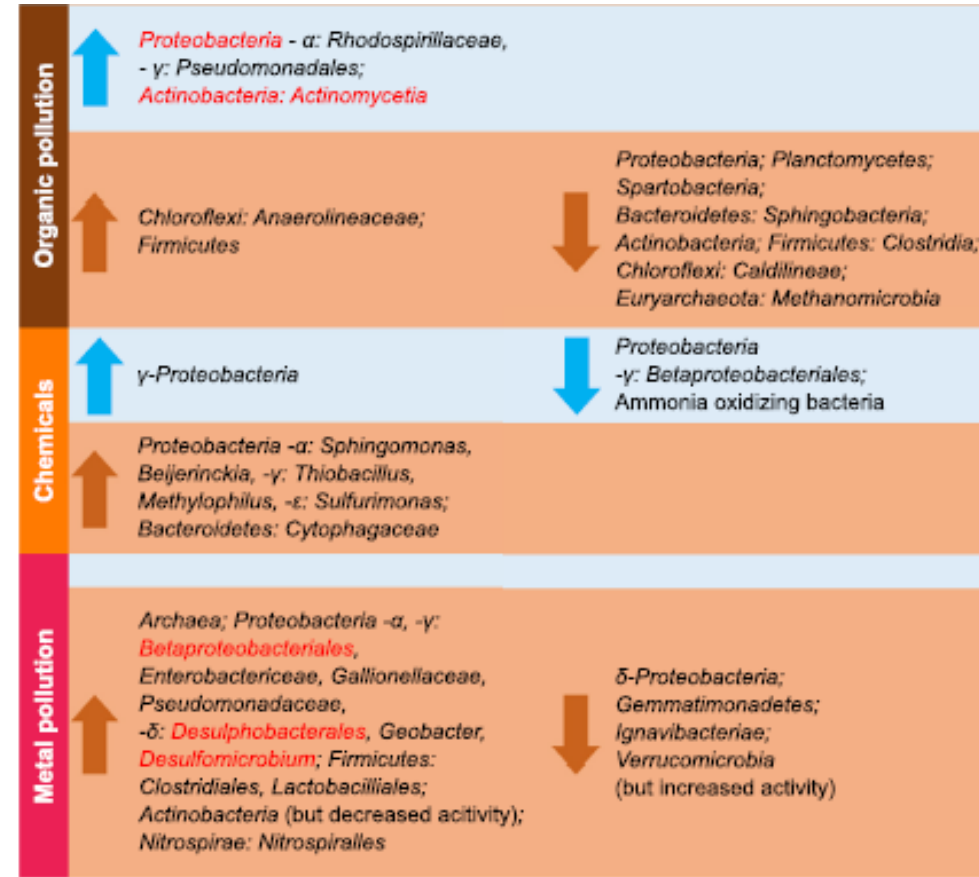 Organic pollution
Proteobacteria - α: Rhodospirillaceae,
- γ: Pseudomonadales;
Actinobacteria: Actinomycetia
Chloroflexi: Anaerolineaceae;
Firmicutes
Proteobacteria; Planctomycetes;
Spartobacteria;
Bacteroidetes: Sphingobacteria;
Actinobacteria; Firmicutes: Clostridia;
Chloroflexi: Caldilineae;
Euryarchaeota: Methanomicrobia
Chemicals
γ-Proteobacteria
Proteobacteria
-γ: Betaproteobacteriales;
Ammonia oxidizing bacteria
Proteobacteria -α: Sphingomonas,
Beijerinckia, -γ: Thiobacillus,
Methylophilus, -ε: Sulfurimonas;
Bacteroidetes: Cytophagaceae
Metal pollution
Archaea; Proteobacteria -α, -γ:
Betaproteobacteriales,
Enterobactericeae, Gallionellaceae,
Pseudomonadaceae,
-δ: Desulphobacterales, Geobacter,
Desulfomicrobium; Firmicutes:
Clostridiales, Lactobacilliales;
Actinobacteria (but decreased acitivity);
Nitrospirae: Nitrospiralles
δ-Proteobacteria;
Gemmatimonadetes;
Ignavibacteriae;
Verrucomicrobia
(but increased activity)